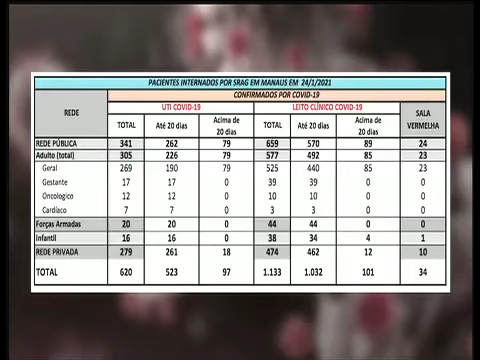 PACIENTES INTERNADOS POR SRAG EM MANAUS EM 24/1/2021
CONFIRMADOS POR COVID-19
REDE UTI COVID-19 LEITO CLÍNICO COVID-19 SALA VERMELHA
TOTAL Até 20 dias Acima de 20 dias TOTAL Até 20 dias Acima de 20 dias
REDE PÚBLICA 341 262 79 659 570 89 24
Adulto (total) 305 226 79 577 492 85 23
Geral 269 190 79 525 440 85 23
Gestante 17 17 0 39 39 0 0
Oncologico 12 12 0 10 10 0 0
Cardíaco 7 7 0 3 3 0 0
Forças Armadas 20 20 0 44 44 0 0
Infantil 16 16 0 38 34 4 1
REDE PRIVADA 279 261 18 474 462 12 10
TOTAL 620 523 97 1.133 1.032 101 34